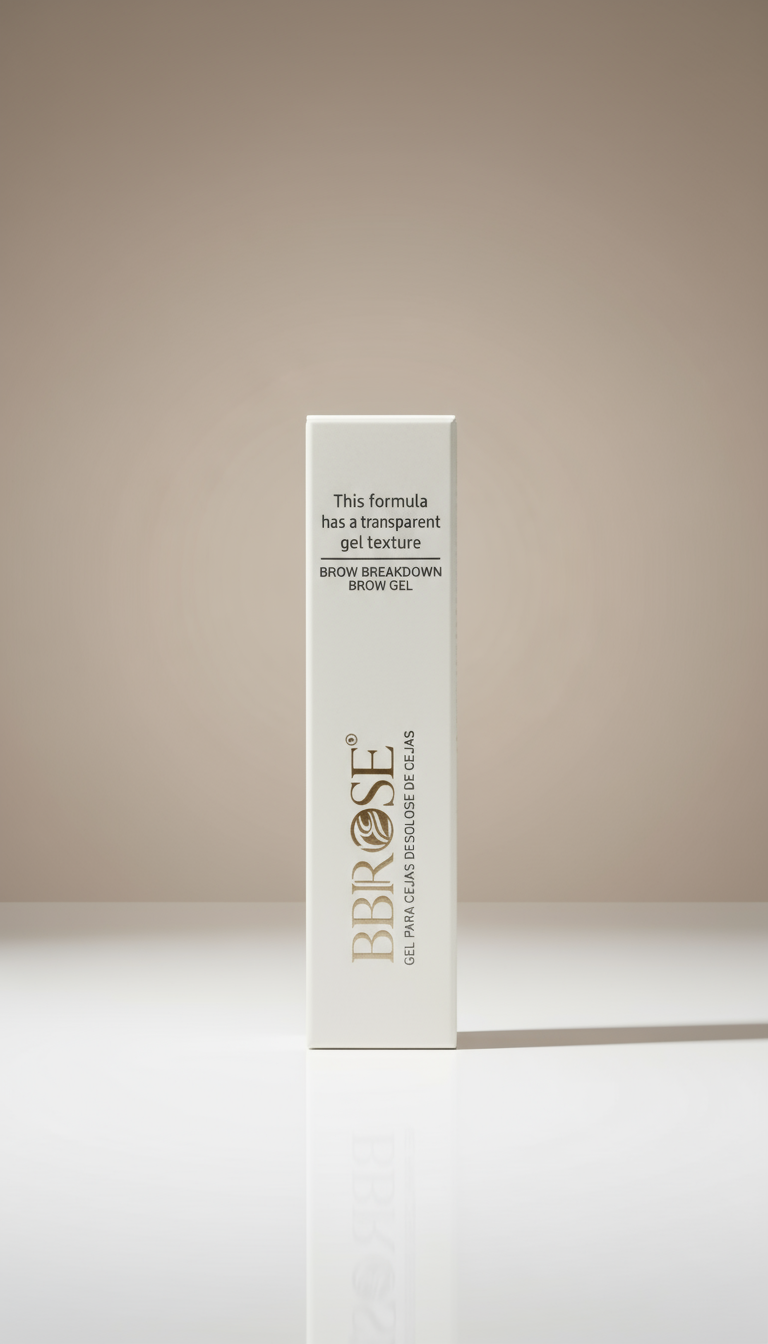 This formula
has a transparent
gel texture
BROW BREAKDOWN
BROW GEL
BBROSE®
GEL PARA CEJAS DESOLOSE DE CEJAS